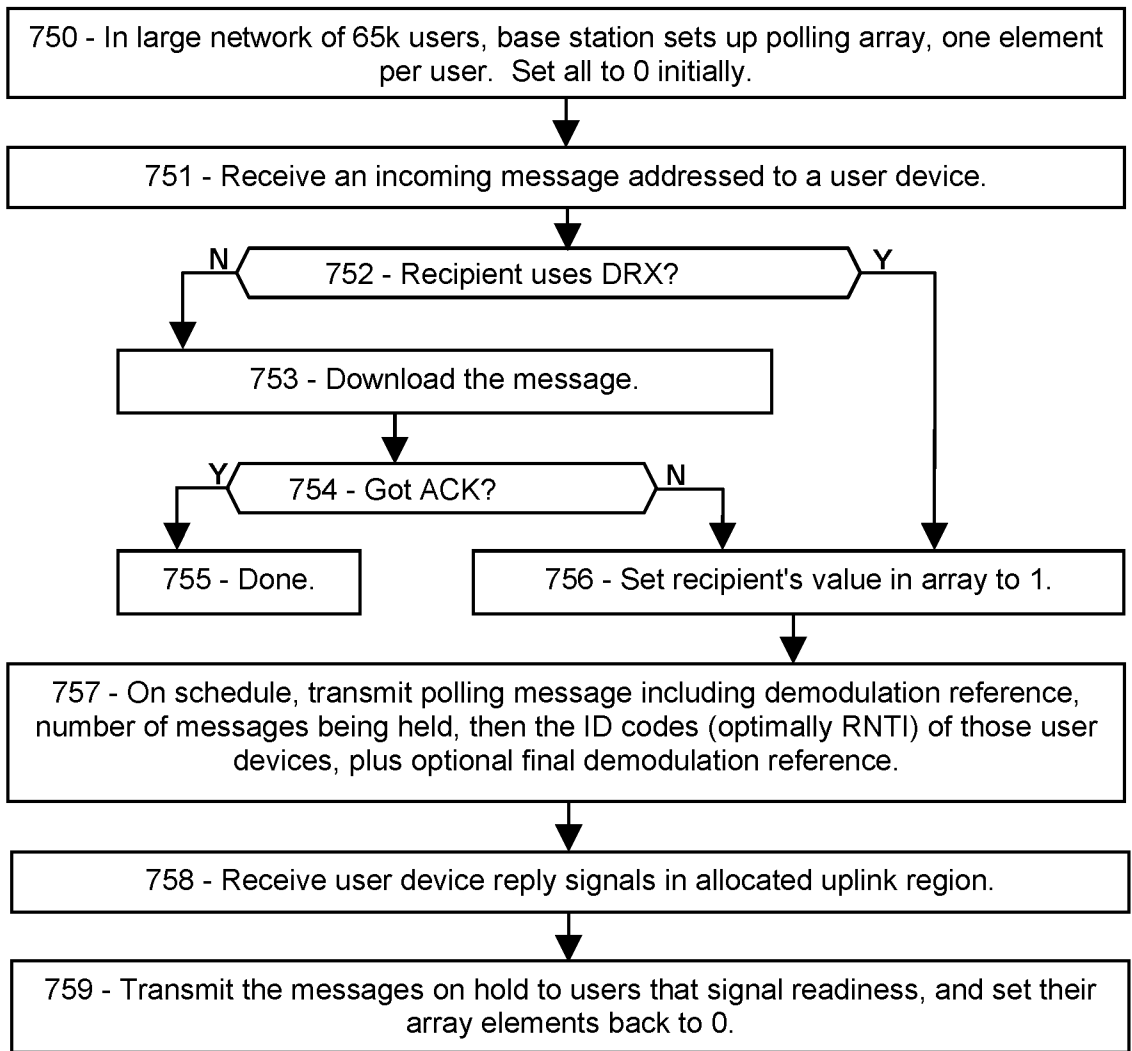 750 - In large network of 65k users, base station sets up polling array, one element
per user.  Set all to 0 initially.
751 - Receive an incoming message addressed to a user device.
N
752 - Recipient uses DRX?
Y
753 - Download the message.
Y
754 - Got ACK?
N
755 - Done.
756 - Set recipient's value in array to 1.
757 - On schedule, transmit polling message including demodulation reference,
number of messages being held, then the ID codes (optimally RNTI) of those user
devices, plus optional final demodulation reference.
758 - Receive user device reply signals in allocated uplink region.
759 - Transmit the messages on hold to users that signal readiness, and set their
array elements back to 0.